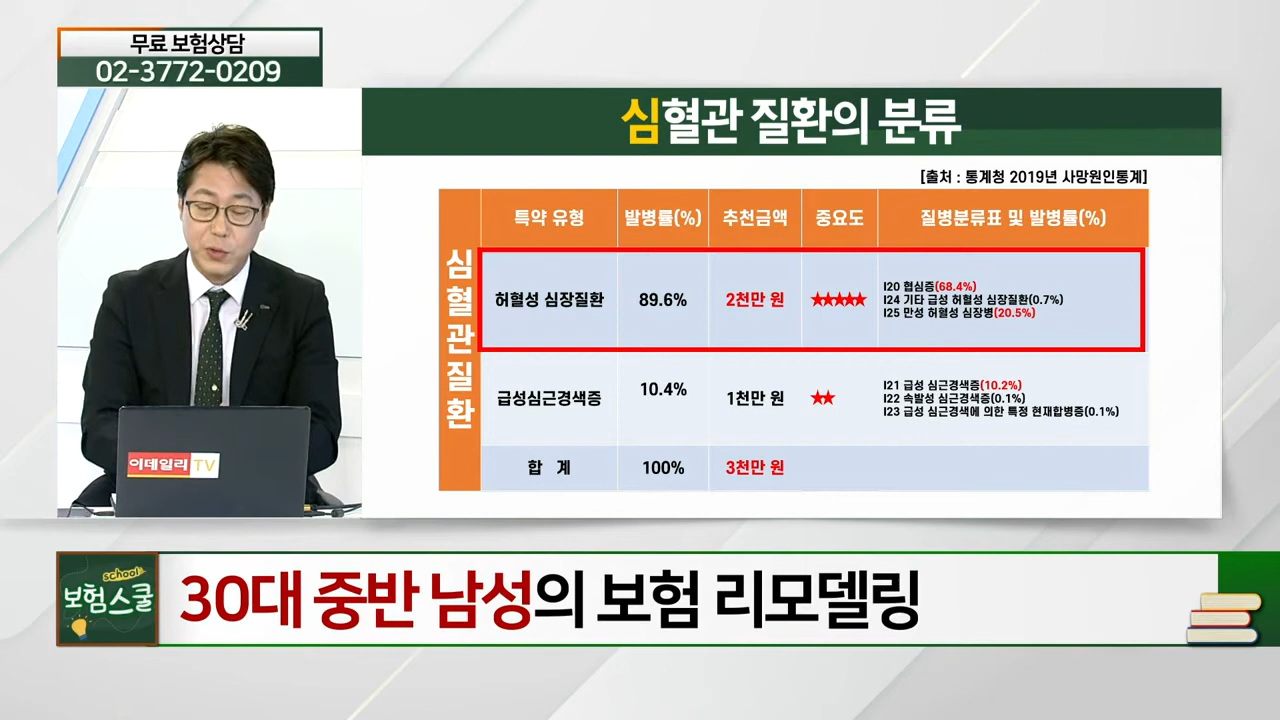 무료 보험상담
02-3772-0209
심혈관 질환의 분류
[출처 : 통계청 2019년 사망원인통계]
심혈관질환
특약 유형 발병률(%) 추천금액 중요도 질병분류표 및 발병률(%)
허혈성 심장질환 89.6% 2천만 원 ★★★★★
I20 협심증(68.4%)
I24 기타 급성 허혈성 심장질환(0.7%)
I25 만성 허혈성 심장병(20.5%)
급성심근경색증 10.4% 1천만 원 ★★
I21 급성 심근경색증(10.2%)
I22 속발성 심근경색증(0.1%)
I23 급성 심근경색에 의한 특정 현재합병증(0.1%)
합 계 100% 3천만 원
이데일리 TV
school
보험스쿨
30대 중반 남성의 보험 리모델링